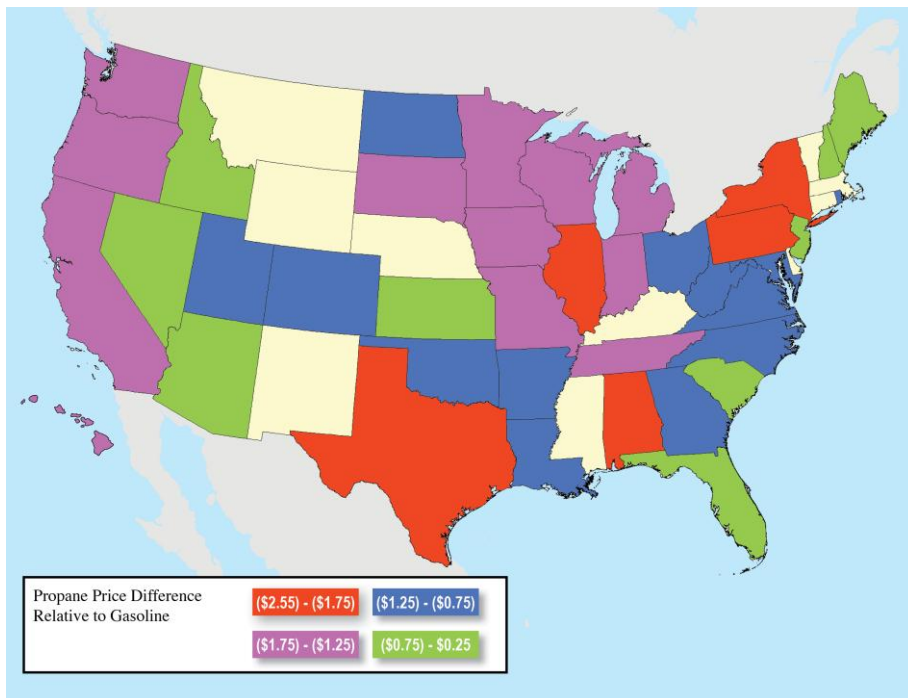 Propane Price Difference
Relative to Gasoline
($2.55) - ($1.75)
($1.25) - ($0.75)
($1.75) - ($1.25)
($0.75) - $0.25